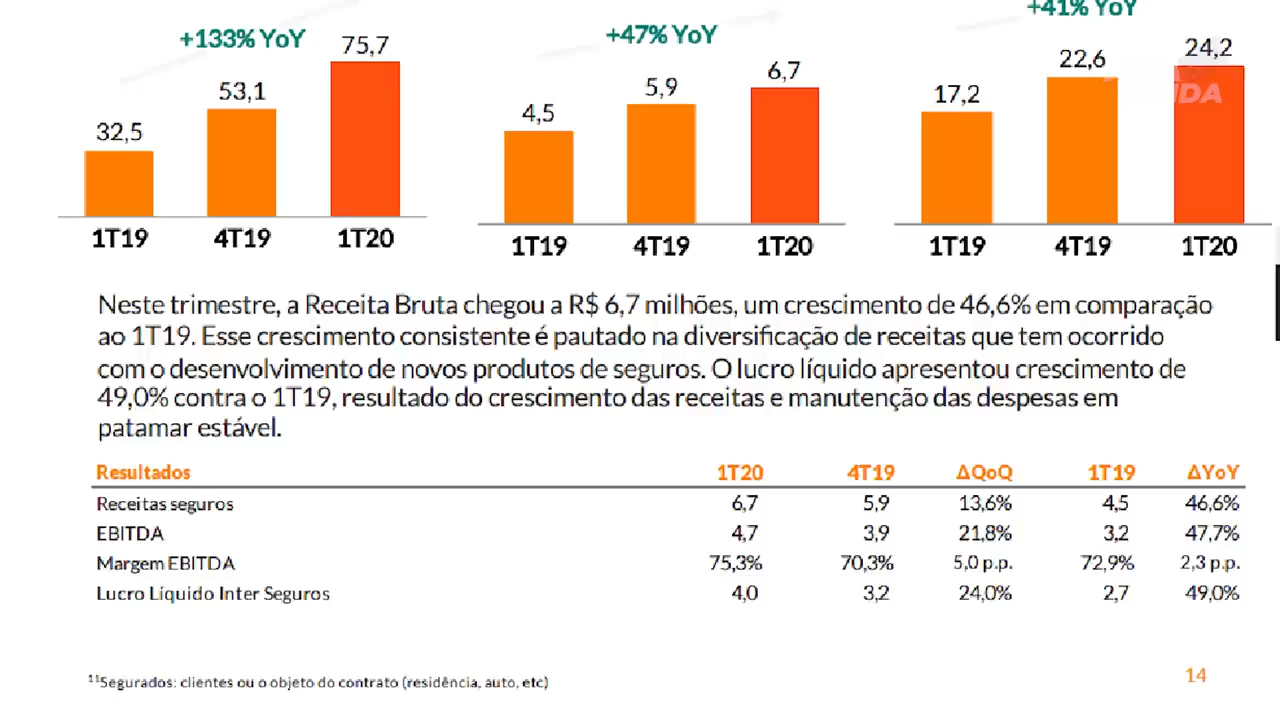 +133% YoY
75,7
53,1
32,5
1T19 4T19 1T20
+47% YoY
6,7
5,9
4,5
1T19 4T19 1T20
+41% YoY
24,2
22,6
17,2
1T19 4T19 1T20
Neste trimestre, a Receita Bruta chegou a R$ 6,7 milhões, um crescimento de 46,6% em comparação
ao 1T19. Esse crescimento consistente é pautado na diversificação de receitas que tem ocorrido
com o desenvolvimento de novos produtos de seguros. O lucro líquido apresentou crescimento de
49,0% contra o 1T19, resultado do crescimento das receitas e manutenção das despesas em
patamar estável.
Resultados 1T20 4T19 ΔQoQ 1T19 ΔYoY
Receitas seguros 6,7 5,9 13,6% 4,5 46,6%
EBITDA 4,7 3,9 21,8% 3,2 47,7%
Margem EBITDA 75,3% 70,3% 5,0 p.p. 72,9% 2,3 p.p.
Lucro Líquido Inter Seguros 4,0 3,2 24,0% 2,7 49,0%
¹¹Segurados: clientes ou o objeto do contrato (residência, auto, etc)
14